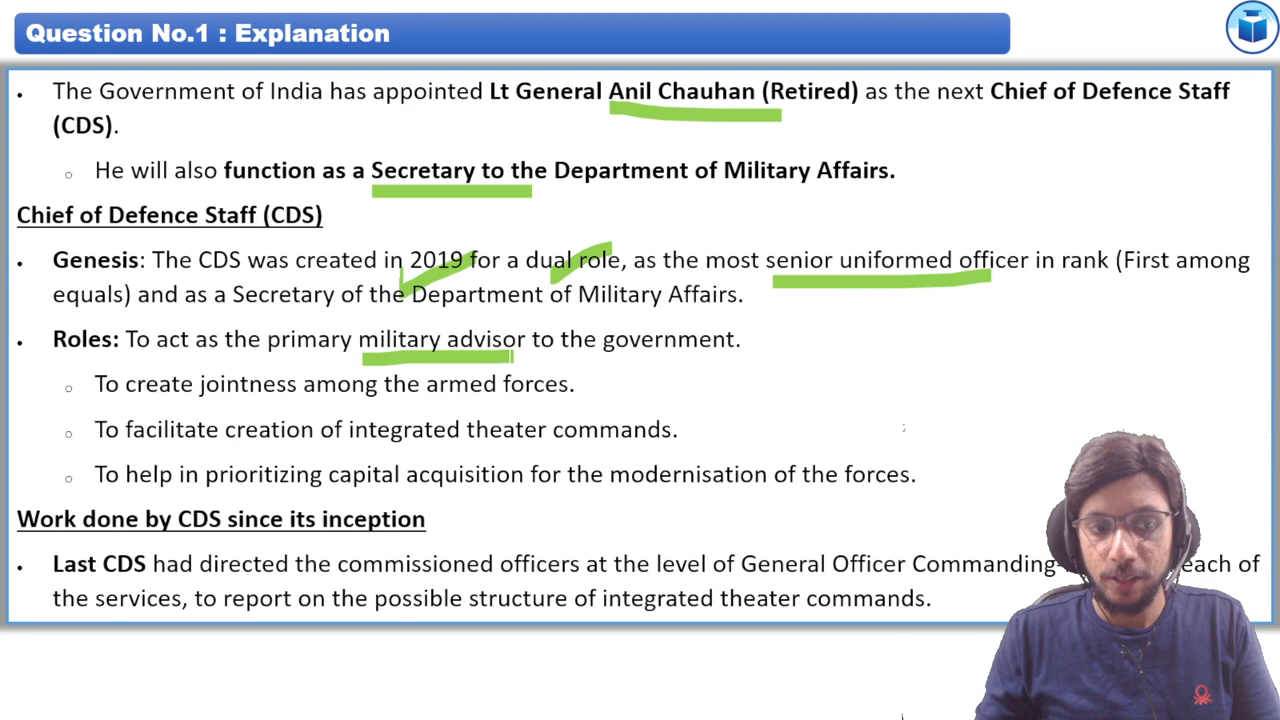 Question No.1 : Explanation
• The Government of India has appointed Lt General Anil Chauhan (Retired) as the next Chief of Defence Staff
(CDS).
○ He will also function as a Secretary to the Department of Military Affairs.
Chief of Defence Staff (CDS)
• Genesis: The CDS was created in 2019 for a dual role, as the most senior uniformed officer in rank (First among
equals) and as a Secretary of the Department of Military Affairs.
• Roles: To act as the primary military advisor to the government.
○ To create jointness among the armed forces.
○ To facilitate creation of integrated theater commands.
○ To help in prioritizing capital acquisition for the modernisation of the forces.
Work done by CDS since its inception
• Last CDS had directed the commissioned officers at the level of General Officer Commanding- each of
the services, to report on the possible structure of integrated theater commands.